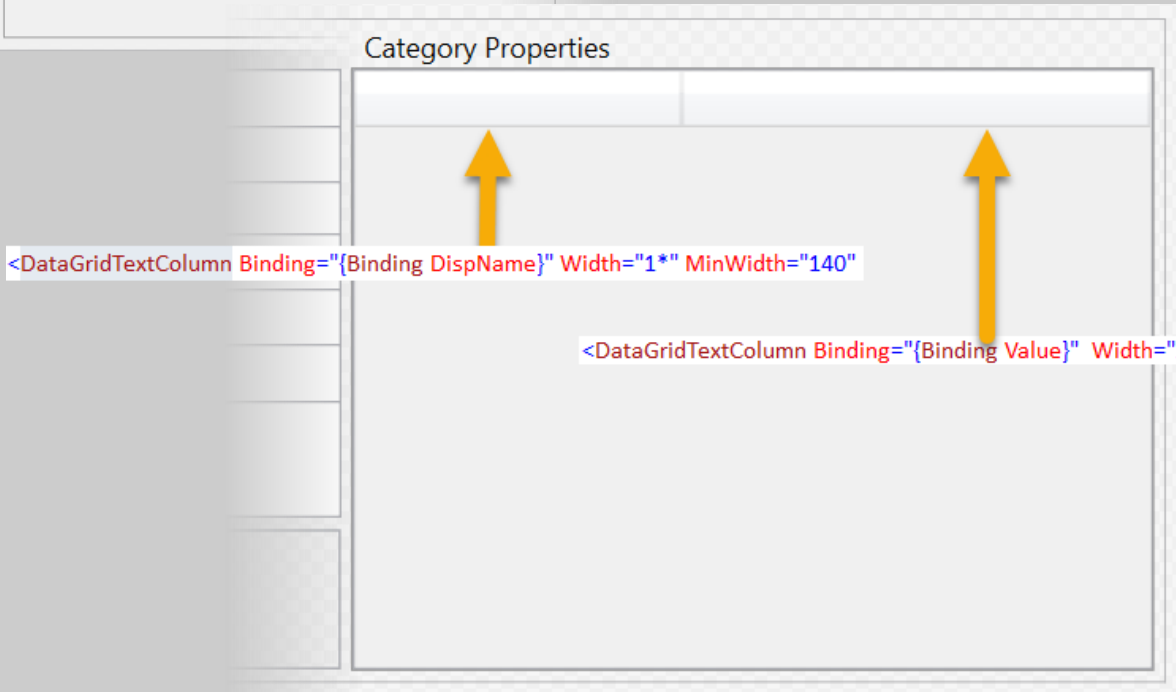 Category Properties
<DataGridTextColumn Binding="{Binding DispName}" Width="1*" MinWidth="140"
<DataGridTextColumn Binding="{Binding Value}"  Width="